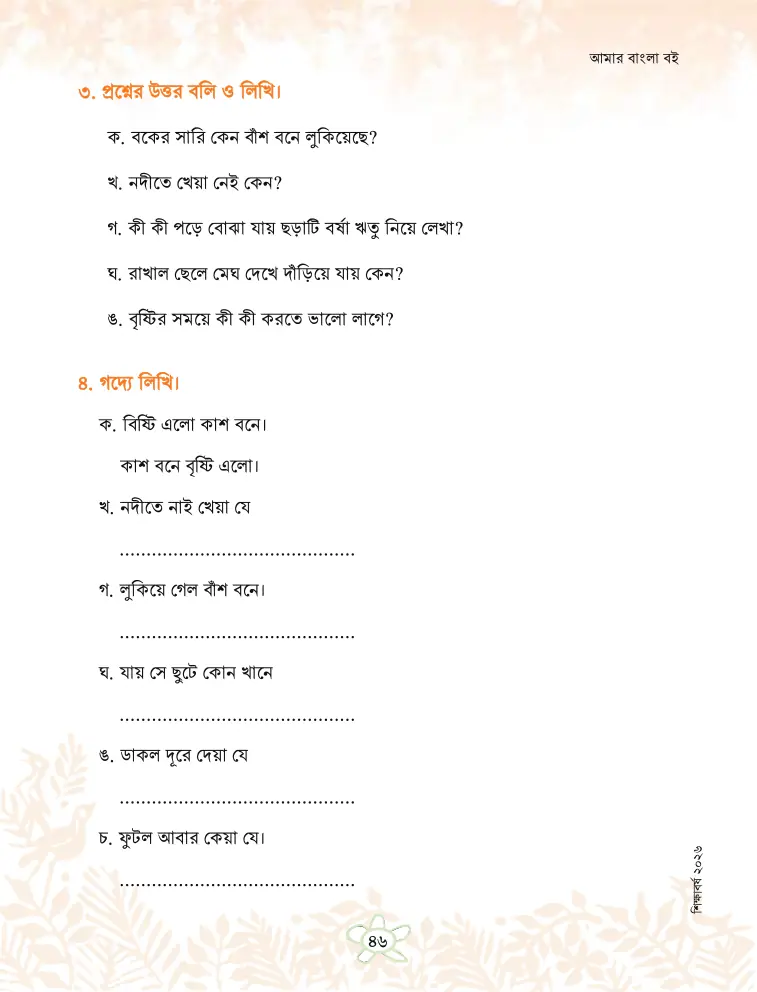 আমার বাংলা বই
৩. প্রশ্নের উত্তর বলি ও লিখি।
ক. বকের সারি কেন বাঁশ বনে লুকিয়েছে?
খ. নদীতে খেয়া নেই কেন?
গ. কী কী পড়ে বোঝা যায় ছড়াটি বর্ষা ঋতু নিয়ে লেখা?
ঘ. রাখাল ছেলে মেঘ দেখে দাঁড়িয়ে যায় কেন?
ঙ. বৃষ্টির সময়ে কী কী করতে ভালো লাগে?
৪. গদ্যে লিখি।
ক. বিষ্টি এলো কাশ বনে।
কাশ বনে বৃষ্টি এলো।
খ. নদীতে নাই খেয়া যে
............................................
গ. লুকিয়ে গেল বাঁশ বনে।
............................................
ঘ. যায় সে ছুটে কোন খানে
............................................
ঙ. ডাকল দূরে দেয়া যে
............................................
চ. ফুটল আবার কেয়া যে।
............................................
শিক্ষাবর্ষ ২০২৬
৪৬